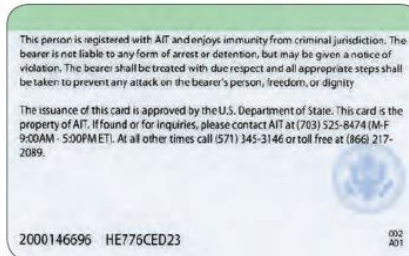 This person is registered with AIT and enjoys immunity from criminal jurisdiction. The
bearer is not liable to any form of arrest or detention, but may be given a notice of
violation. The bearer shall be treated with due respect and all appropriate steps shall
be taken to prevent any attack on the bearer's person, freedom, or dignity
The issuance of this card is approved by the U.S. Department of State. This card is the
property of AIT. If found or for inquiries, please contact AIT at (703) 525-8474 (M-F
9:00AM - 5:00PM ET). At all other times call (571) 345-3146 or toll free at (866) 217-
2089.
2000146696 HE776CED23
002
A01